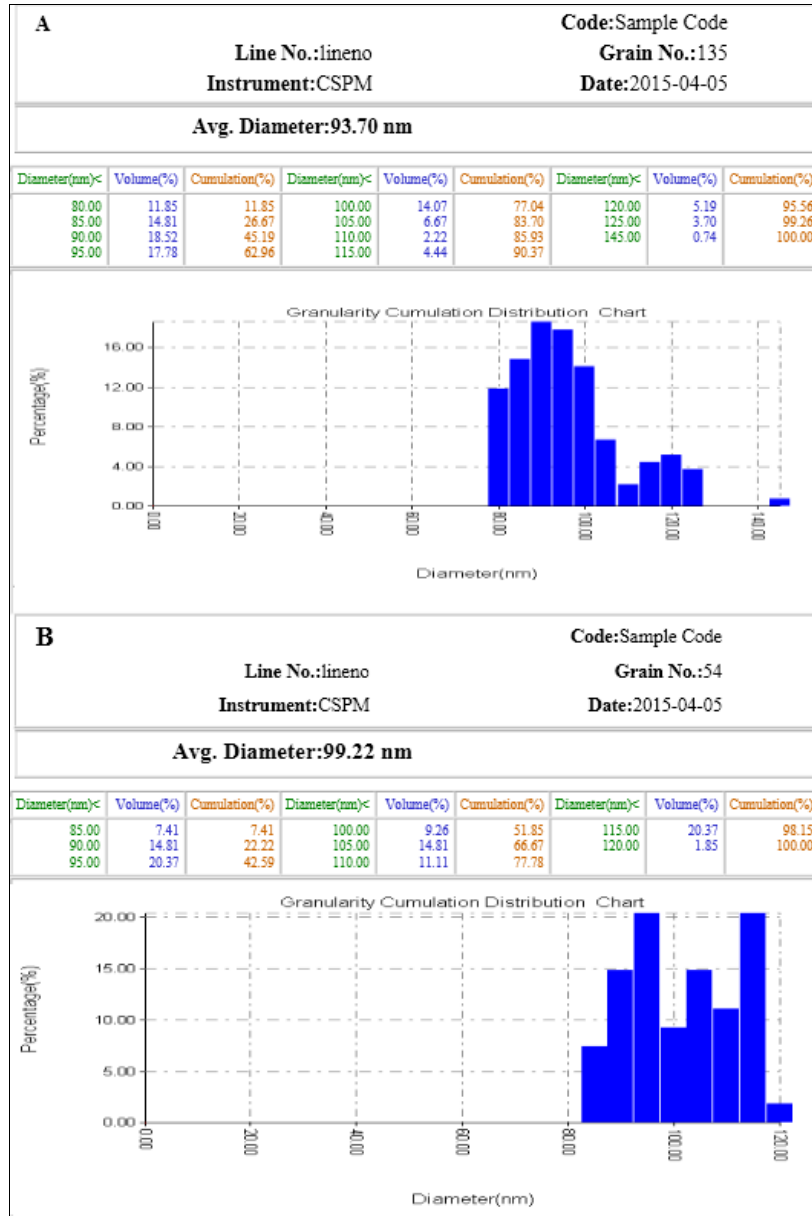 A
Code:Sample Code
Line No.:lineno Grain No.:135
Instrument:CSPM Date:2015-04-05
Avg. Diameter:93.70 nm
Diameter(nm)< Volume(%) Cumulation(%) Diameter(nm)< Volume(%) Cumulation(%) Diameter(nm)< Volume(%) Cumulation(%)
80.00 11.85 11.85 100.00 14.07 77.04 120.00 5.19 95.56
85.00 14.81 26.67 105.00 6.67 83.70 125.00 3.70 99.26
90.00 18.52 45.19 110.00 2.22 85.93 145.00 0.74 100.00
95.00 17.78 62.96 115.00 4.44 90.37
Granularity Cumulation Distribution Chart
16.00
12.00
8.00
4.00
0.00
Percentage(%)
0.00 20.00 40.00 60.00 80.00 100.00 120.00 140.00
Diameter(nm)
B
Code:Sample Code
Line No.:lineno Grain No.:54
Instrument:CSPM Date:2015-04-05
Avg. Diameter:99.22 nm
Diameter(nm)< Volume(%) Cumulation(%) Diameter(nm)< Volume(%) Cumulation(%) Diameter(nm)< Volume(%) Cumulation(%)
85.00 7.41 7.41 100.00 9.26 51.85 115.00 20.37 98.15
90.00 14.81 22.22 105.00 14.81 66.67 120.00 1.85 100.00
95.00 20.37 42.59 110.00 11.11 77.78
Granularity Cumulation Distribution Chart
20.00
15.00
10.00
5.00
0.00
Percentage(%)
0.00 20.00 40.00 60.00 80.00 100.00 120.00
Diameter(nm)